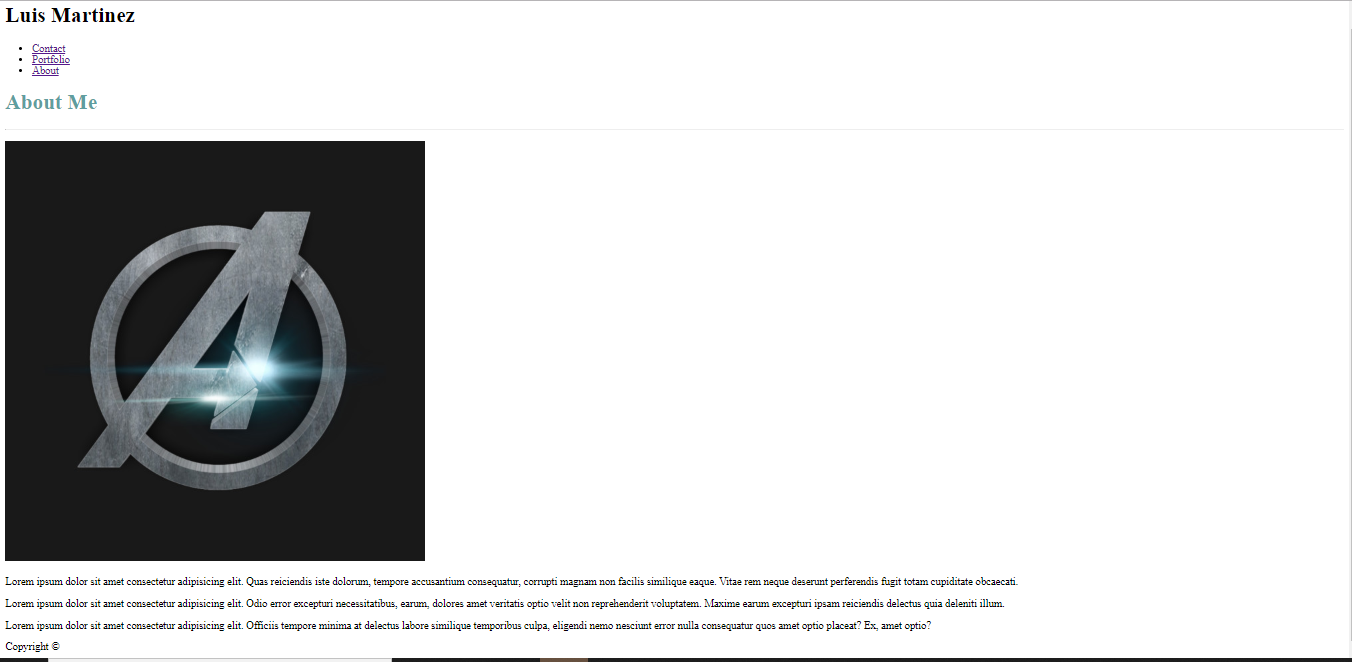 Luis Martinez
Contact
Portfolio
About
About Me
Lorem ipsum dolor sit amet consectetur adipisicing elit. Quas reiciendis iste dolorum, tempore accusantium consequatur, corrupti magnam non facilis similique eaque. Vitae rem neque deserunt perferendis fugit totam cupiditate obcaecati.
Lorem ipsum dolor sit amet consectetur adipisicing elit. Odio error excepturi necessitatibus, earum, dolores amet veritatis optio velit non reprehenderit voluptatem. Maxime earum excepturi ipsam reiciendis delectus quia deleniti illum.
Lorem ipsum dolor sit amet consectetur adipisicing elit. Officiis tempore minima at delectus labore similique temporibus culpa, eligendi nemo nesciunt error nulla consequatur quos amet optio placeat? Ex, amet optio?
Copyright ©